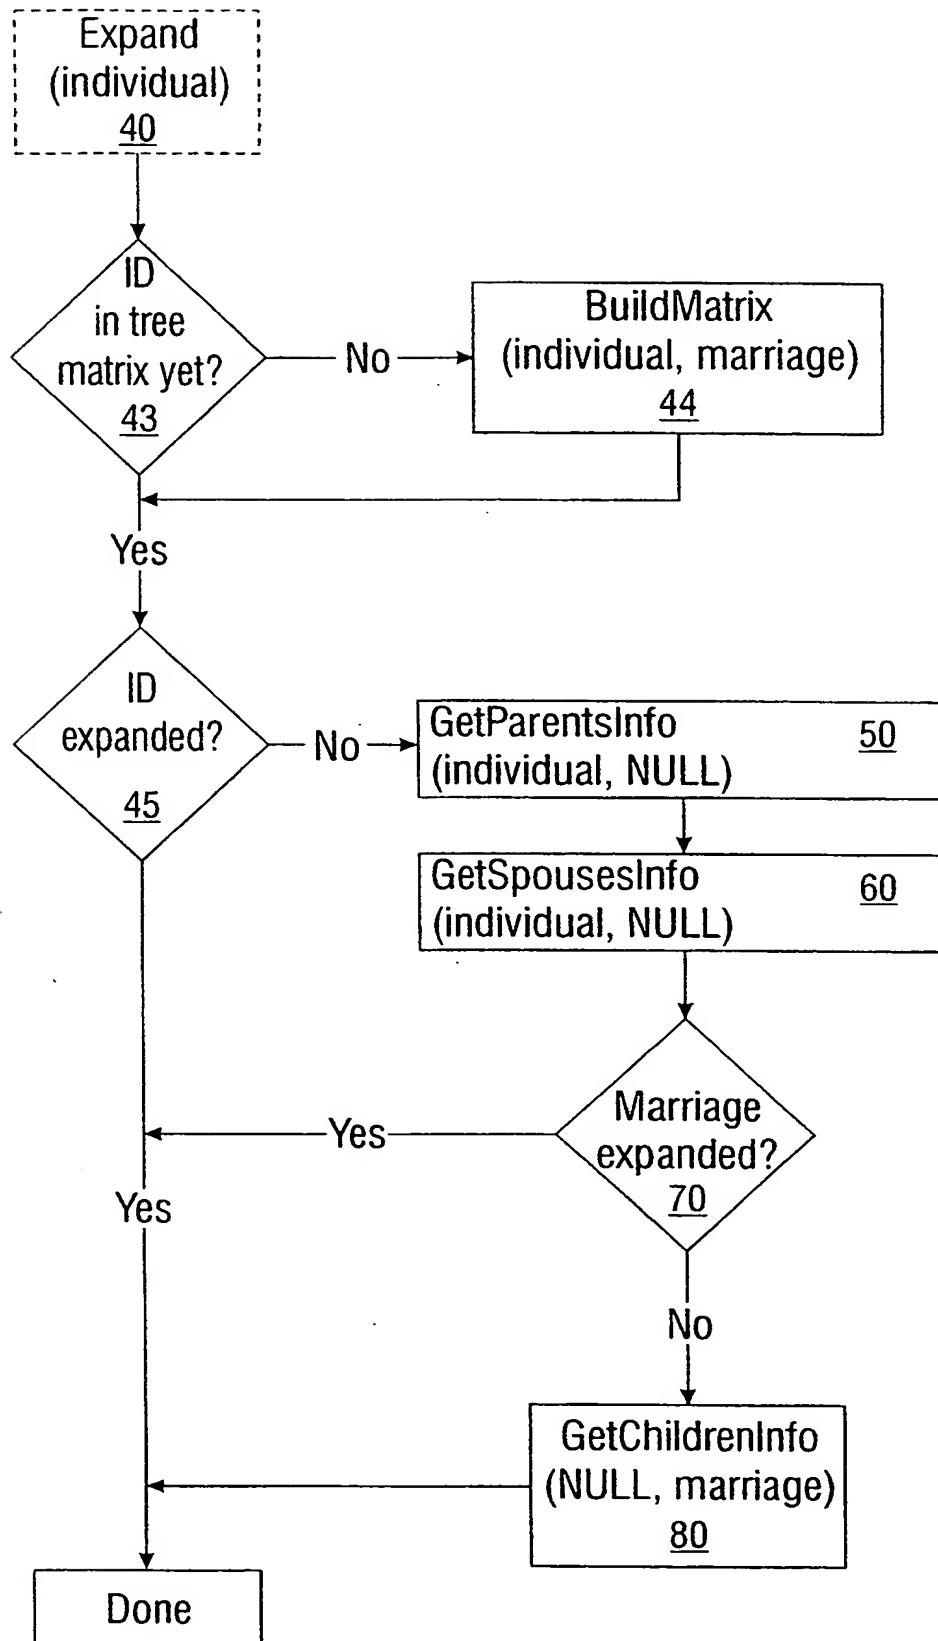 Expand
(individual)
40
ID
in tree
matrix yet?
43
No
BuildMatrix
(individual, marriage)
44
Yes
ID
expanded?
45
No
GetParentsInfo
(individual, NULL)
50
GetSpousesInfo
(individual, NULL)
60
Marriage
expanded?
70
Yes
Yes
No
GetChildrenInfo
(NULL, marriage)
80
Done